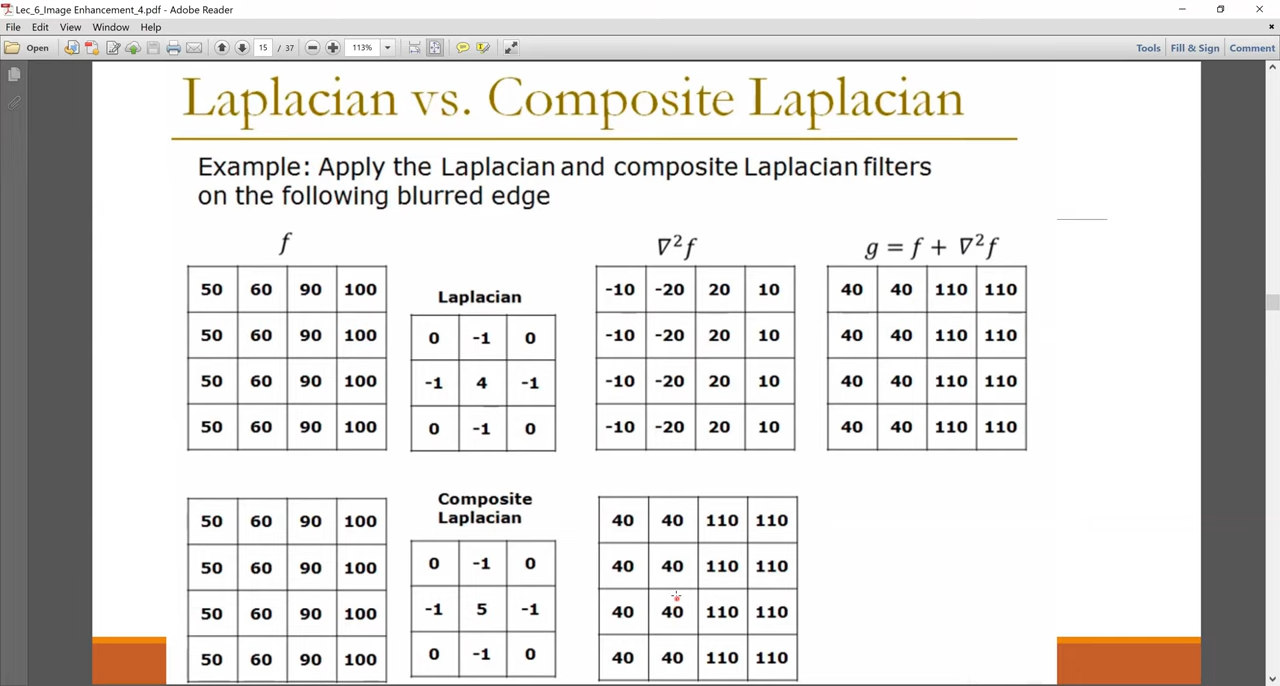 Lec_6_Image Enhancement_4.pdf - Adobe Reader
File Edit View Window Help
Open 15 / 37 113% Tools Fill & Sign Comment
Laplacian vs. Composite Laplacian
Example: Apply the Laplacian and composite Laplacian filters
on the following blurred edge
f
50 60 90 100
50 60 90 100
50 60 90 100
50 60 90 100
Laplacian
0 -1 0
-1 4 -1
0 -1 0
∇²f
-10 -20 20 10
-10 -20 20 10
-10 -20 20 10
-10 -20 20 10
g = f + ∇²f
40 40 110 110
40 40 110 110
40 40 110 110
40 40 110 110
50 60 90 100
50 60 90 100
50 60 90 100
50 60 90 100
Composite
Laplacian
0 -1 0
-1 5 -1
0 -1 0
40 40 110 110
40 40 110 110
40 40 110 110
40 40 110 110